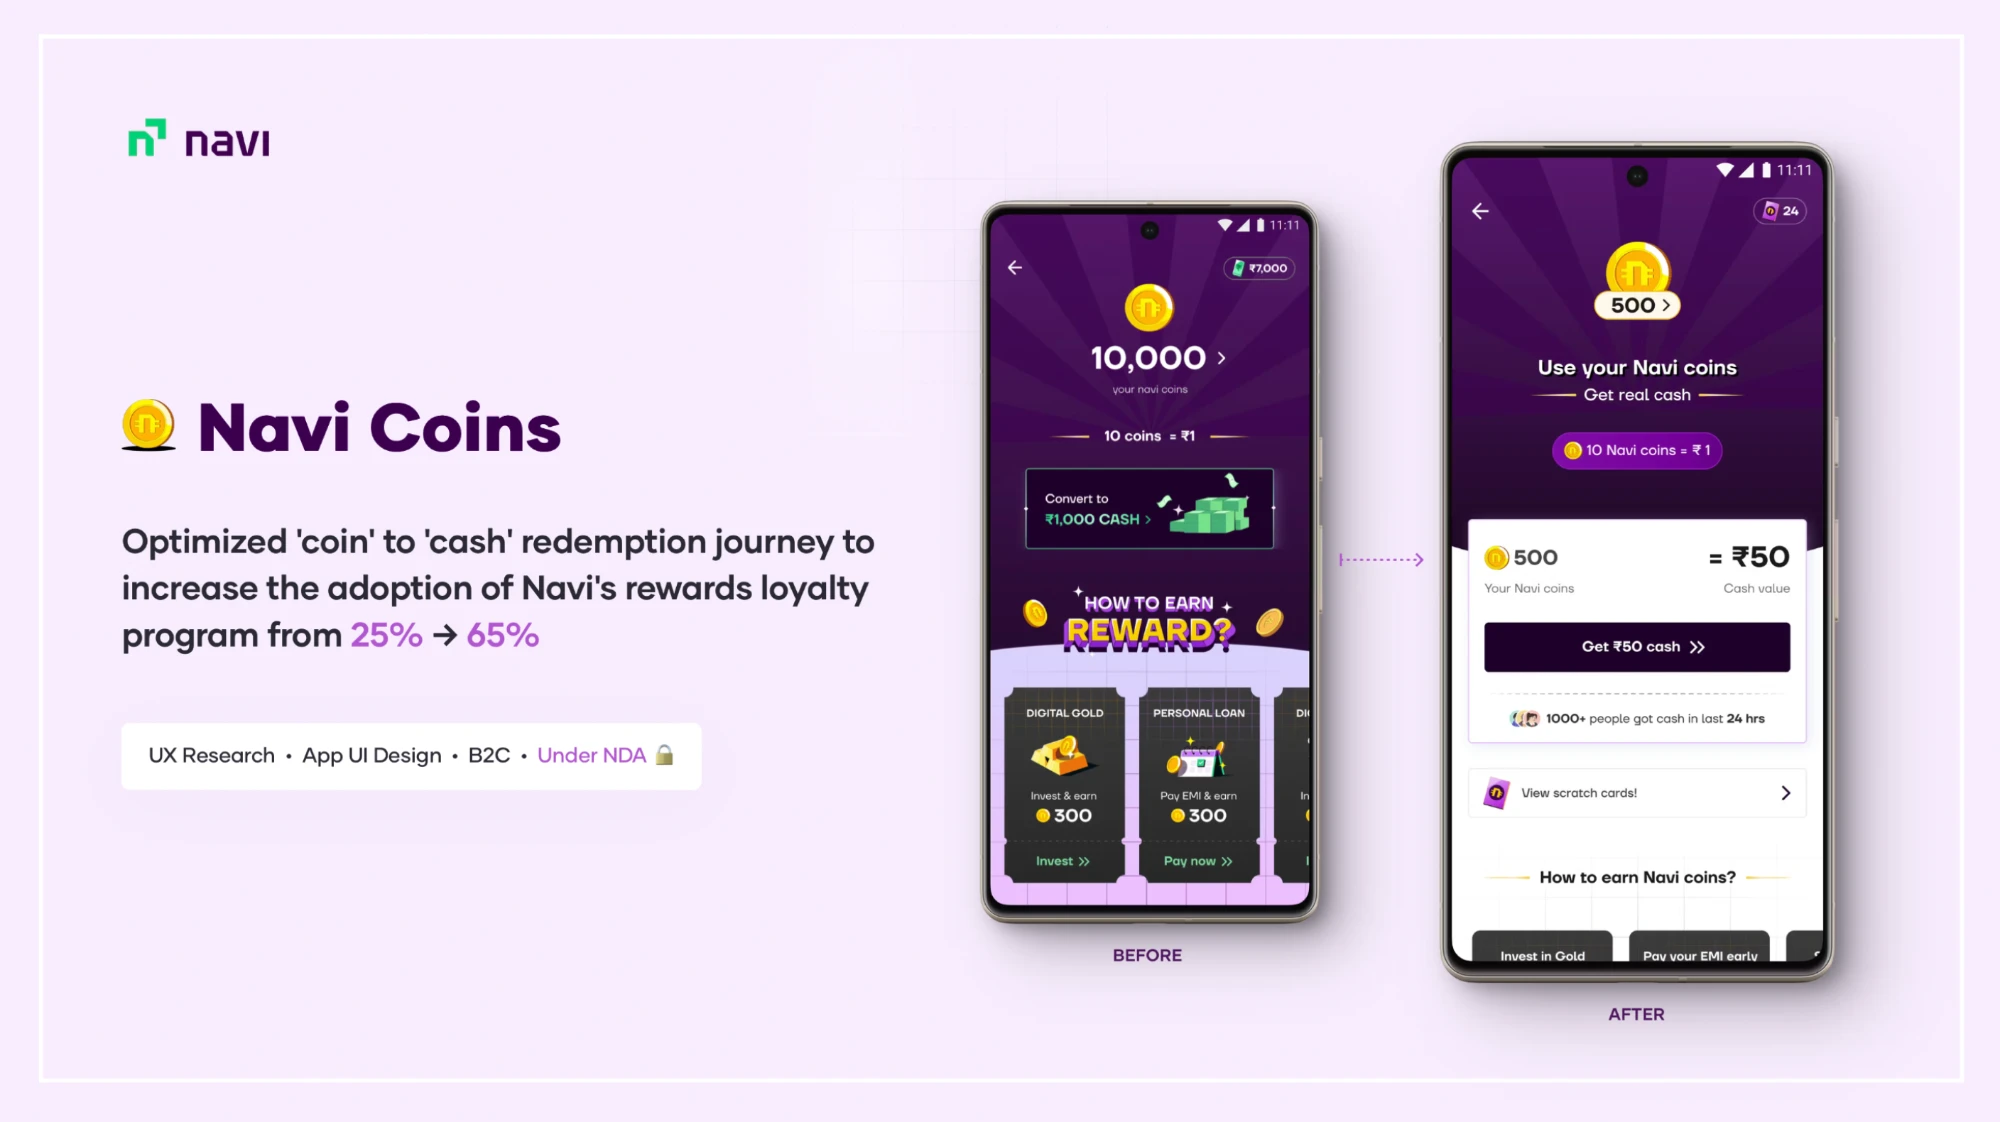 navi
Navi Coins
Optimized 'coin' to 'cash' redemption journey to
increase the adoption of Navi's rewards loyalty
program from 25% → 65%
UX Research • App UI Design • B2C • Under NDA 🔒
11:11
₹7,000
10,000 >
your navi coins
10 coins = ₹1
Convert to
₹1,000 CASH >
HOW TO EARN
REWARD?
DIGITAL GOLD
Invest & earn
300
Invest >>
PERSONAL LOAN
Pay EMI & earn
300
Pay now >>
BEFORE
11:11
24
500 >
Use your Navi coins
Get real cash
10 Navi coins = ₹ 1
500
Your Navi coins
= ₹50
Cash value
Get ₹50 cash >>
1000+ people got cash in last 24 hrs
View scratch cards!
How to earn Navi coins?
Invest in Gold
Pay your EMI early
AFTER